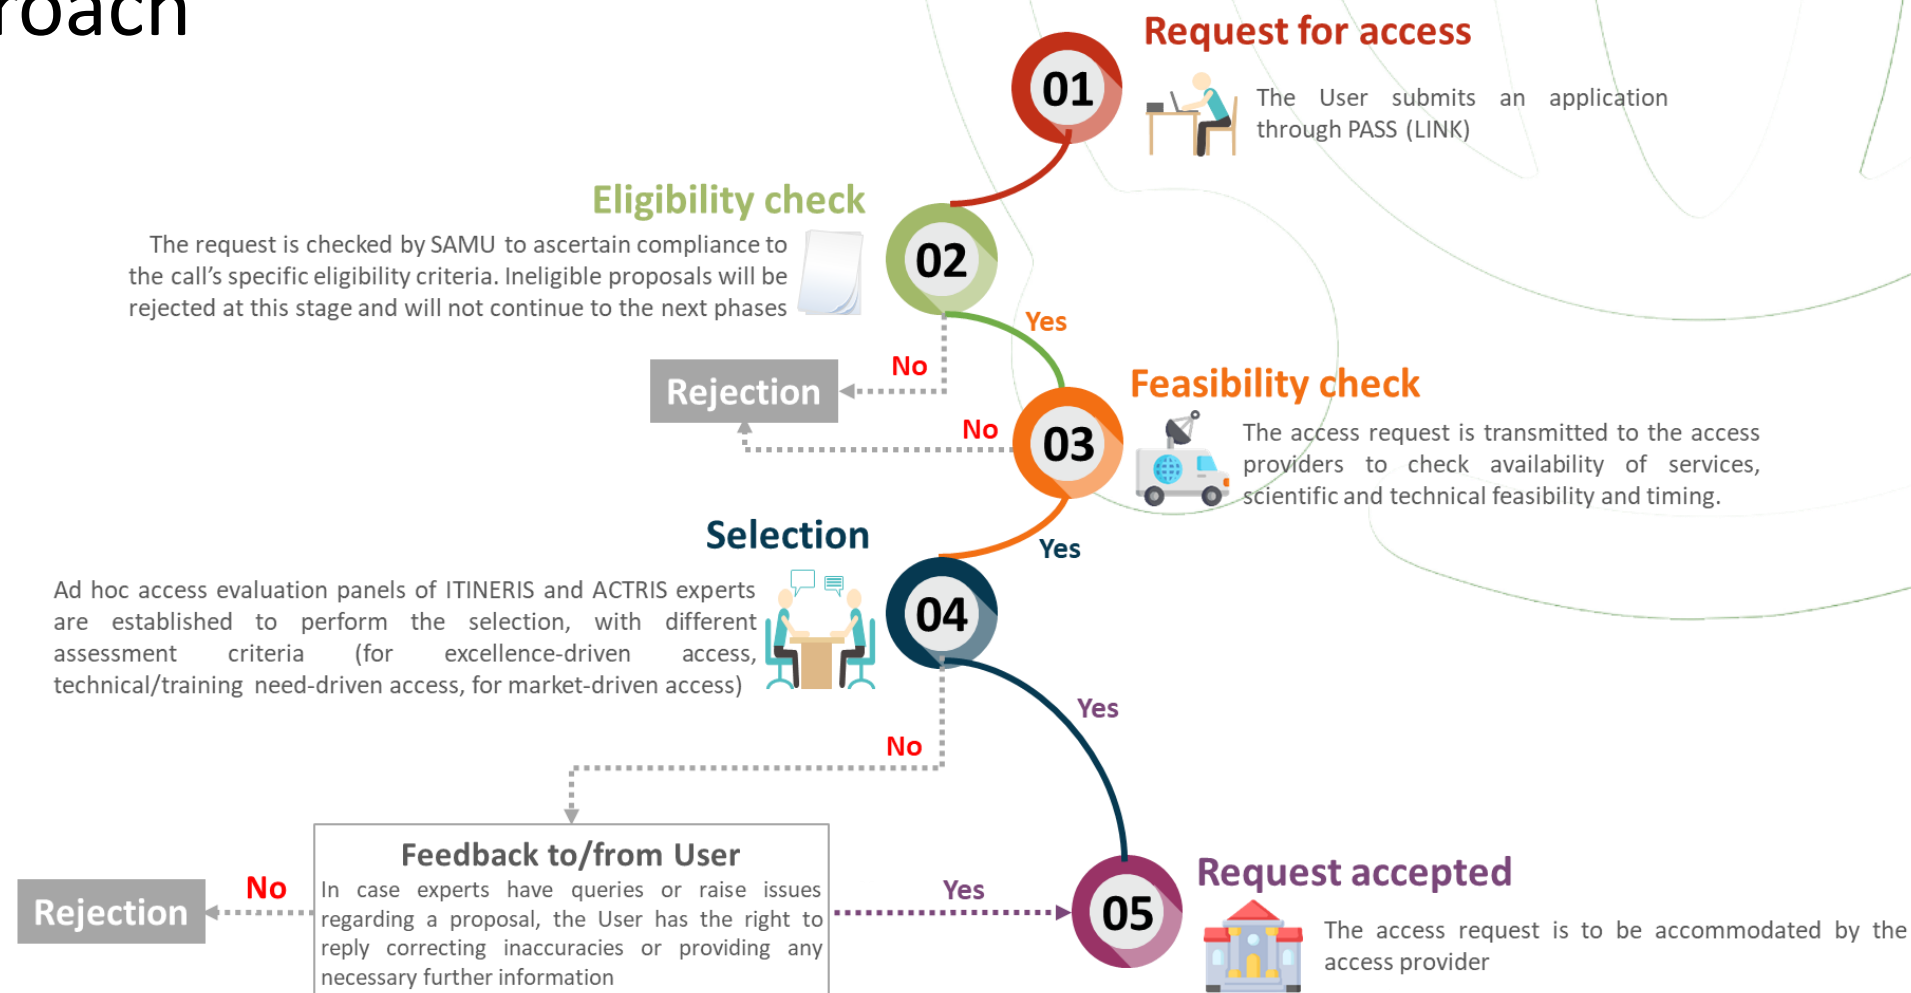 roach
Request for access
01
The User submits an application
through PASS (LINK)
Eligibility check
The request is checked by SAMU to ascertain compliance to
the call's specific eligibility criteria. Ineligible proposals will be
rejected at this stage and will not continue to the next phases
02
Yes
No
Rejection
Feasibility check
No
03
The access request is transmitted to the access
providers to check availability of services,
scientific and technical feasibility and timing.
Selection
Yes
Ad hoc access evaluation panels of ITINERIS and ACTRIS experts
are established to perform the selection, with different
assessment criteria (for excellence-driven access,
technical/training need-driven access, for market-driven access)
04
Yes
No
Feedback to/from User
In case experts have queries or raise issues
regarding a proposal, the User has the right to
reply correcting inaccuracies or providing any
necessary further information
No
Rejection
Yes
05
Request accepted
The access request is to be accommodated by the
access provider